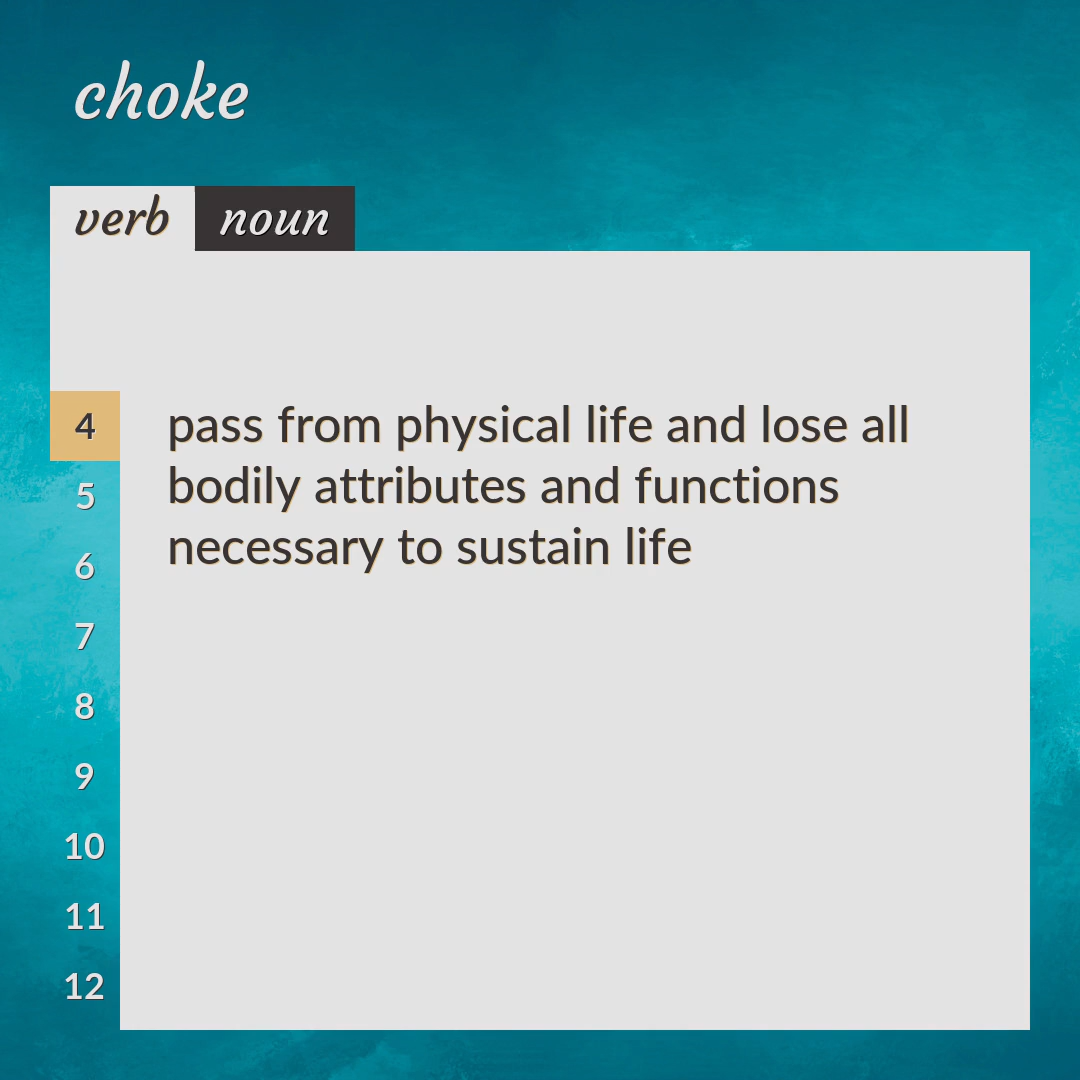 choke
verb noun
4 pass from physical life and lose all
bodily attributes and functions
necessary to sustain life
5
6
7
8
9
10
11
12